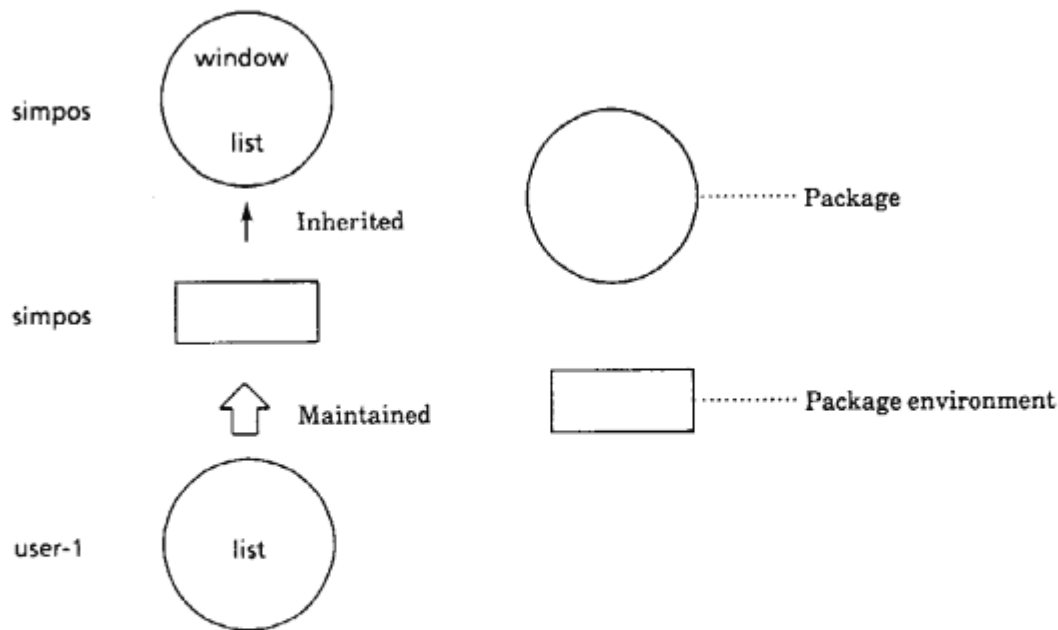 window
simpos
list
Package
Inherited
simpos
Maintained
Package environment
user-1
list